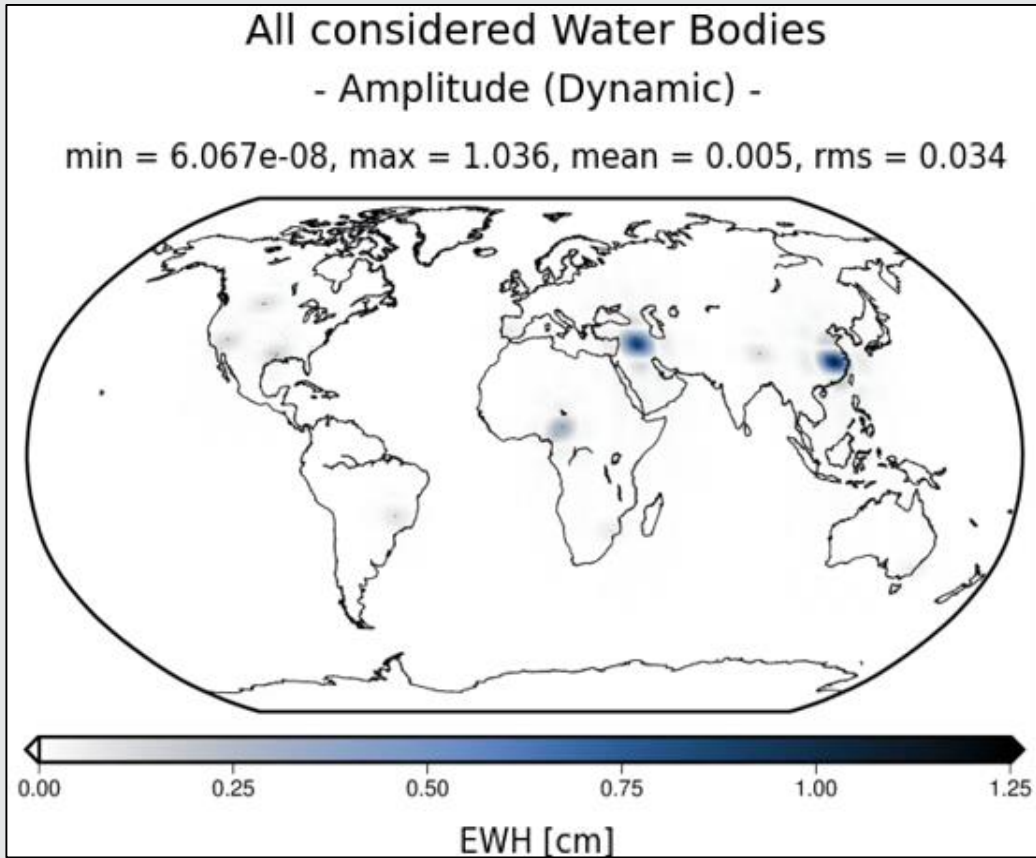 All considered Water Bodies
- Amplitude (Dynamic) -
min = 6.067e-08, max = 1.036, mean = 0.005, rms = 0.034
0.00 0.25 0.50 0.75 1.00 1.25
EWH [cm]